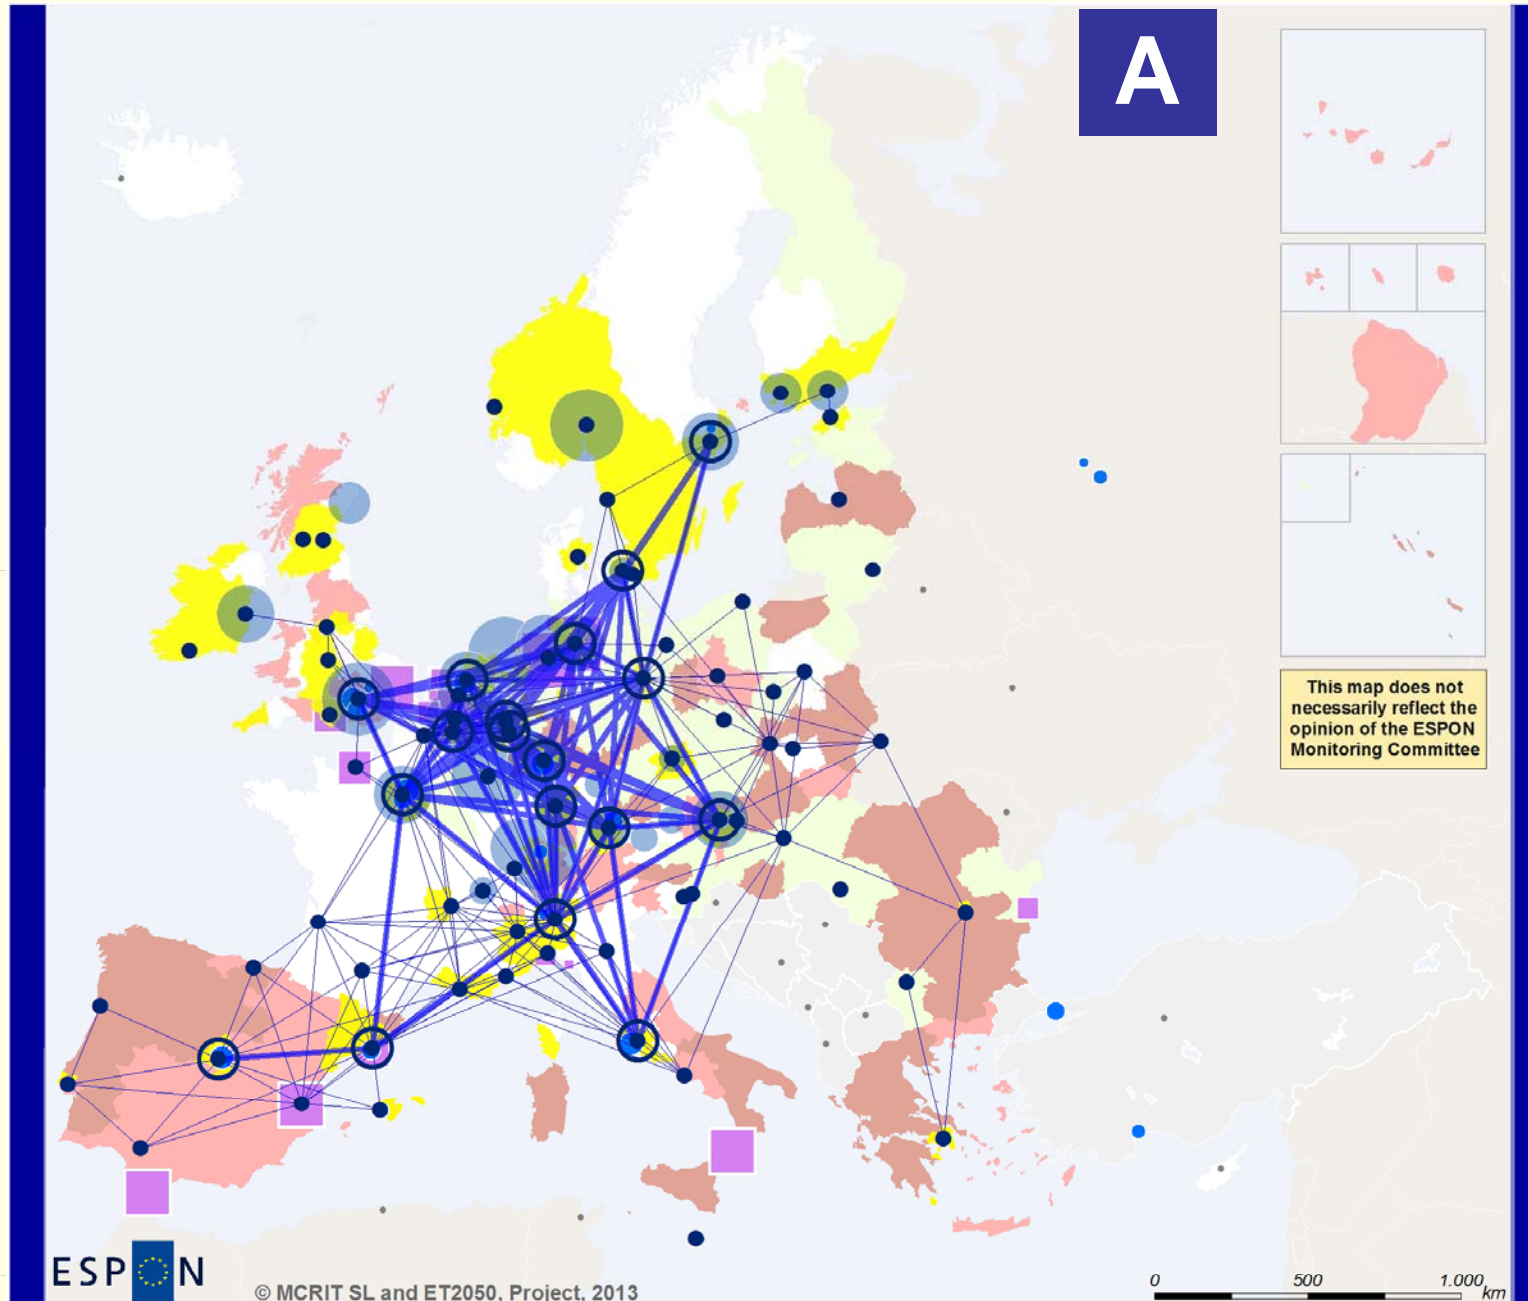 A
This map does not
necessarily reflect the
opinion of the ESPON
Monitoring Committee
ESPON
© MCRIT SL and ET2050, Project, 2013
0 500 1.000
km